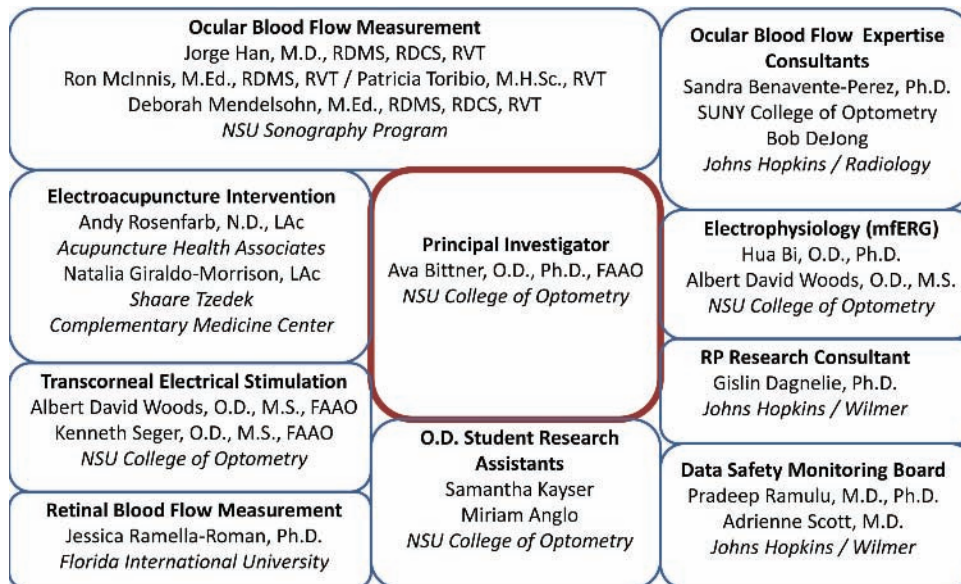 Ocular Blood Flow Measurement
Jorge Han, M.D., RDMS, RDCS, RVT
Ron McInnis, M.Ed., RDMS, RVT / Patricia Toribio, M.H.Sc., RVT
Deborah Mendelsohn, M.Ed., RDMS, RDCS, RVT
NSU Sonography Program
Ocular Blood Flow Expertise
Consultants
Sandra Benavente-Perez, Ph.D.
SUNY College of Optometry
Bob DeJong
Johns Hopkins / Radiology
Electroacupuncture Intervention
Andy Rosenfarb, N.D., LAc
Acupuncture Health Associates
Natalia Giraldo-Morrison, LAc
Shaare Tzedek
Complementary Medicine Center
Principal Investigator
Ava Bittner, O.D., Ph.D., FAAO
NSU College of Optometry
Electrophysiology (mfERG)
Hua Bi, O.D., Ph.D.
Albert David Woods, O.D., M.S.
NSU College of Optometry
RP Research Consultant
Gislin Dagnelie, Ph.D.
Johns Hopkins / Wilmer
Transcorneal Electrical Stimulation
Albert David Woods, O.D., M.S., FAAO
Kenneth Seger, O.D., M.S., FAAO
NSU College of Optometry
O.D. Student Research
Assistants
Samantha Kayser
Miriam Anglo
NSU College of Optometry
Data Safety Monitoring Board
Pradeep Ramulu, M.D., Ph.D.
Adrienne Scott, M.D.
Johns Hopkins / Wilmer
Retinal Blood Flow Measurement
Jessica Ramella-Roman, Ph.D.
Florida International University